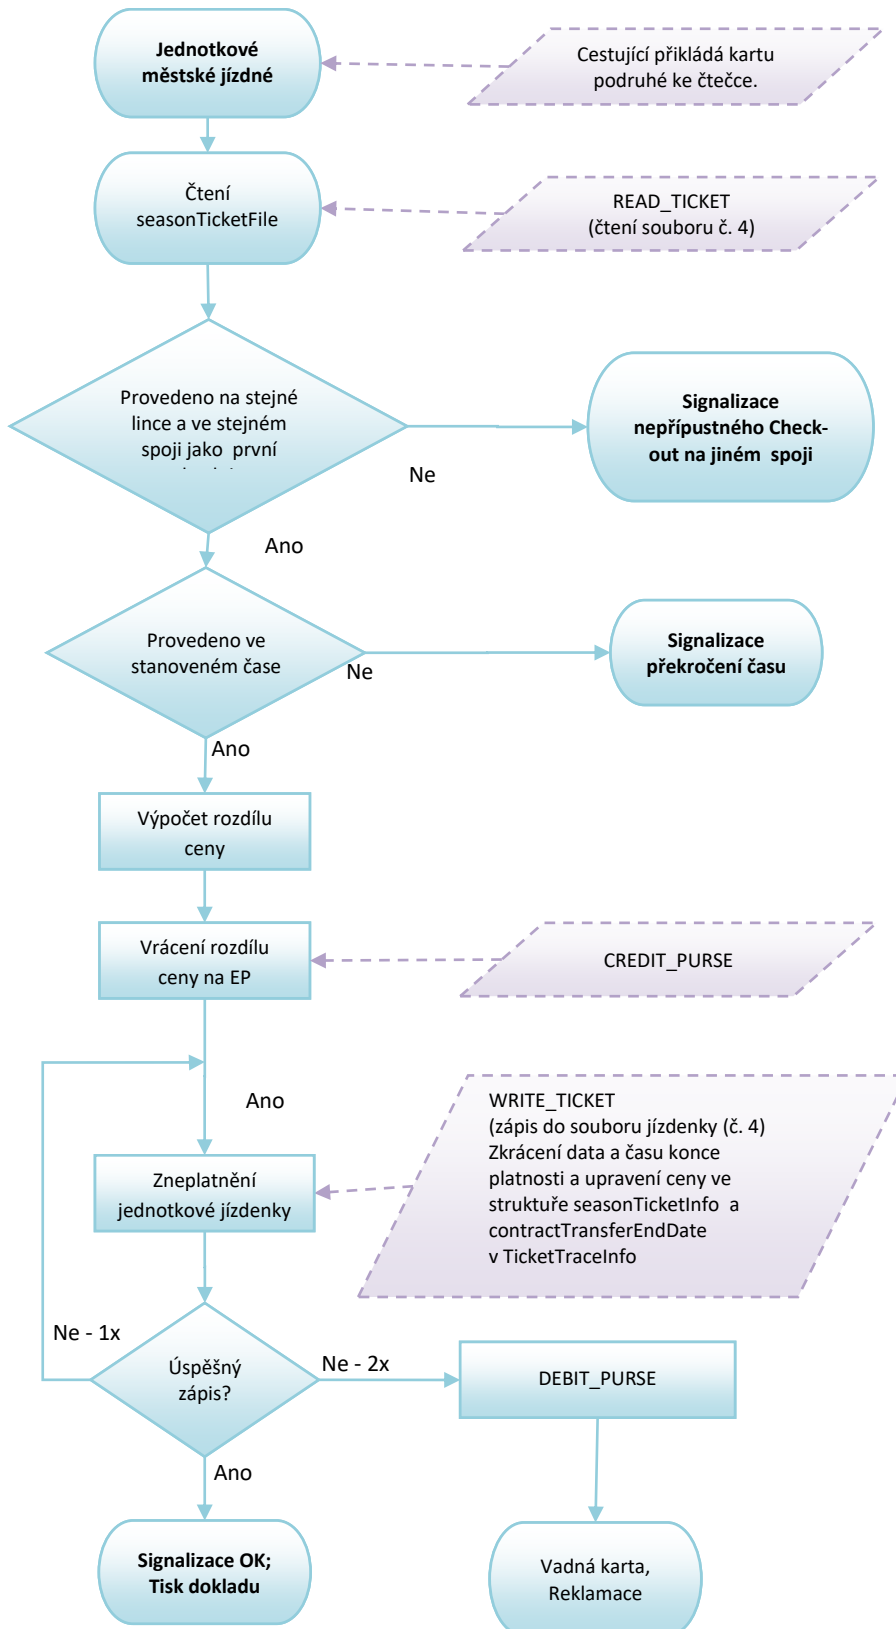 Jednotkové
městské jízdné
Cestující přikládá kartu
podruhé ke čtečce.
Čtení
seasonTicketFile
READ_TICKET
(čtení souboru č. 4)
Provedeno na stejné
lince a ve stejném
spoji jako  první
Ne
Signalizace
nepřípustného Check-
out na jiném  spoji
Ano
Provedeno ve
stanoveném čase
Ne
Signalizace
překročení času
Ano
Výpočet rozdílu
ceny
Vrácení rozdílu
ceny na EP
CREDIT_PURSE
Ano
WRITE_TICKET
(zápis do souboru jízdenky (č. 4)
Zkrácení data a času konce
platnosti a upravení ceny ve
struktuře seasonTicketInfo  a
contractTransferEndDate
v TicketTraceInfo
Zneplatnění
jednotkové jízdenky
Ne - 1x
Úspěšný
zápis?
Ne - 2x
DEBIT_PURSE
Ano
Signalizace OK;
Tisk dokladu
Vadná karta,
Reklamace